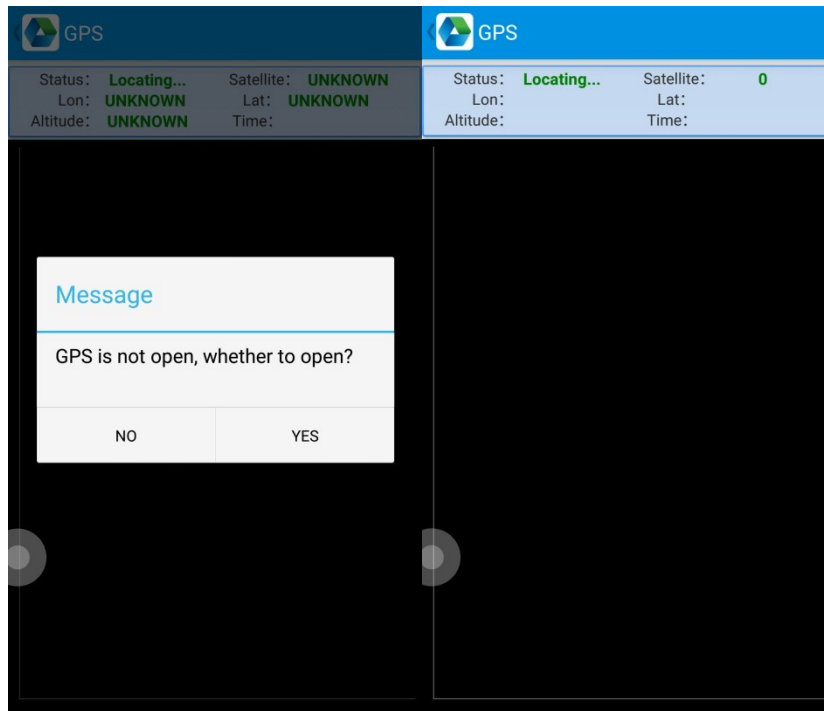 GPS
Status: Locating... Satellite: UNKNOWN
Lon: UNKNOWN Lat: UNKNOWN
Altitude: UNKNOWN Time:
Message
GPS is not open, whether to open?
NO YES
GPS
Status: Locating... Satellite: 0
Lon: Lat:
Altitude: Time: